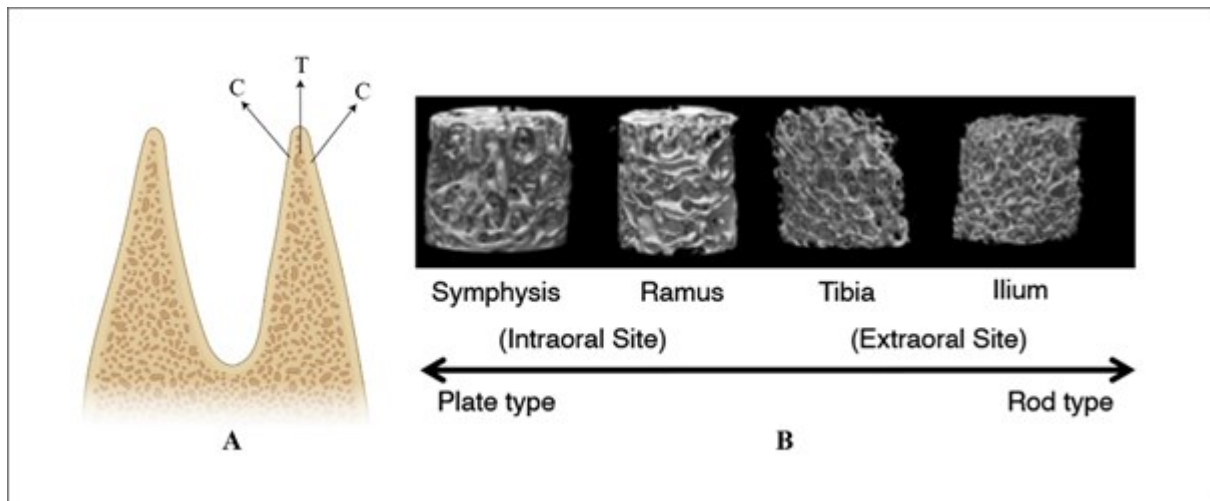 T
C C
Symphysis Ramus Tibia Ilium
(Intraoral Site) (Extraoral Site)
Plate type Rod type
A B